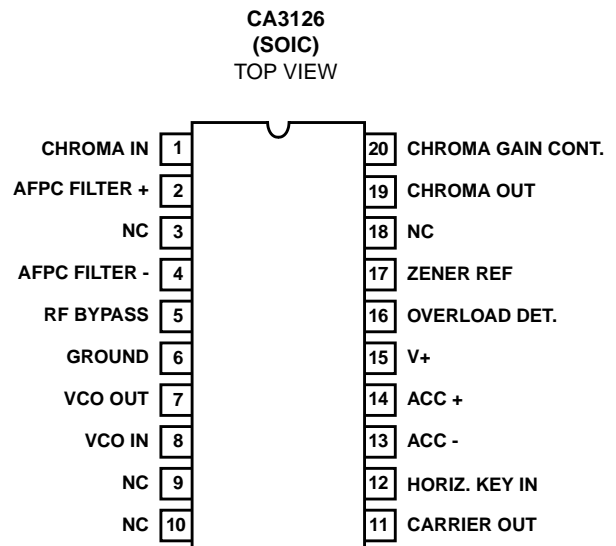 CA3126
(SOIC)
TOP VIEW
CHROMA IN 1 20 CHROMA GAIN CONT.
AFPC FILTER + 2 19 CHROMA OUT
NC 3 18 NC
AFPC FILTER - 4 17 ZENER REF
RF BYPASS 5 16 OVERLOAD DET.
GROUND 6 15 V+
VCO OUT 7 14 ACC +
VCO IN 8 13 ACC -
NC 9 12 HORIZ. KEY IN
NC 10 11 CARRIER OUT